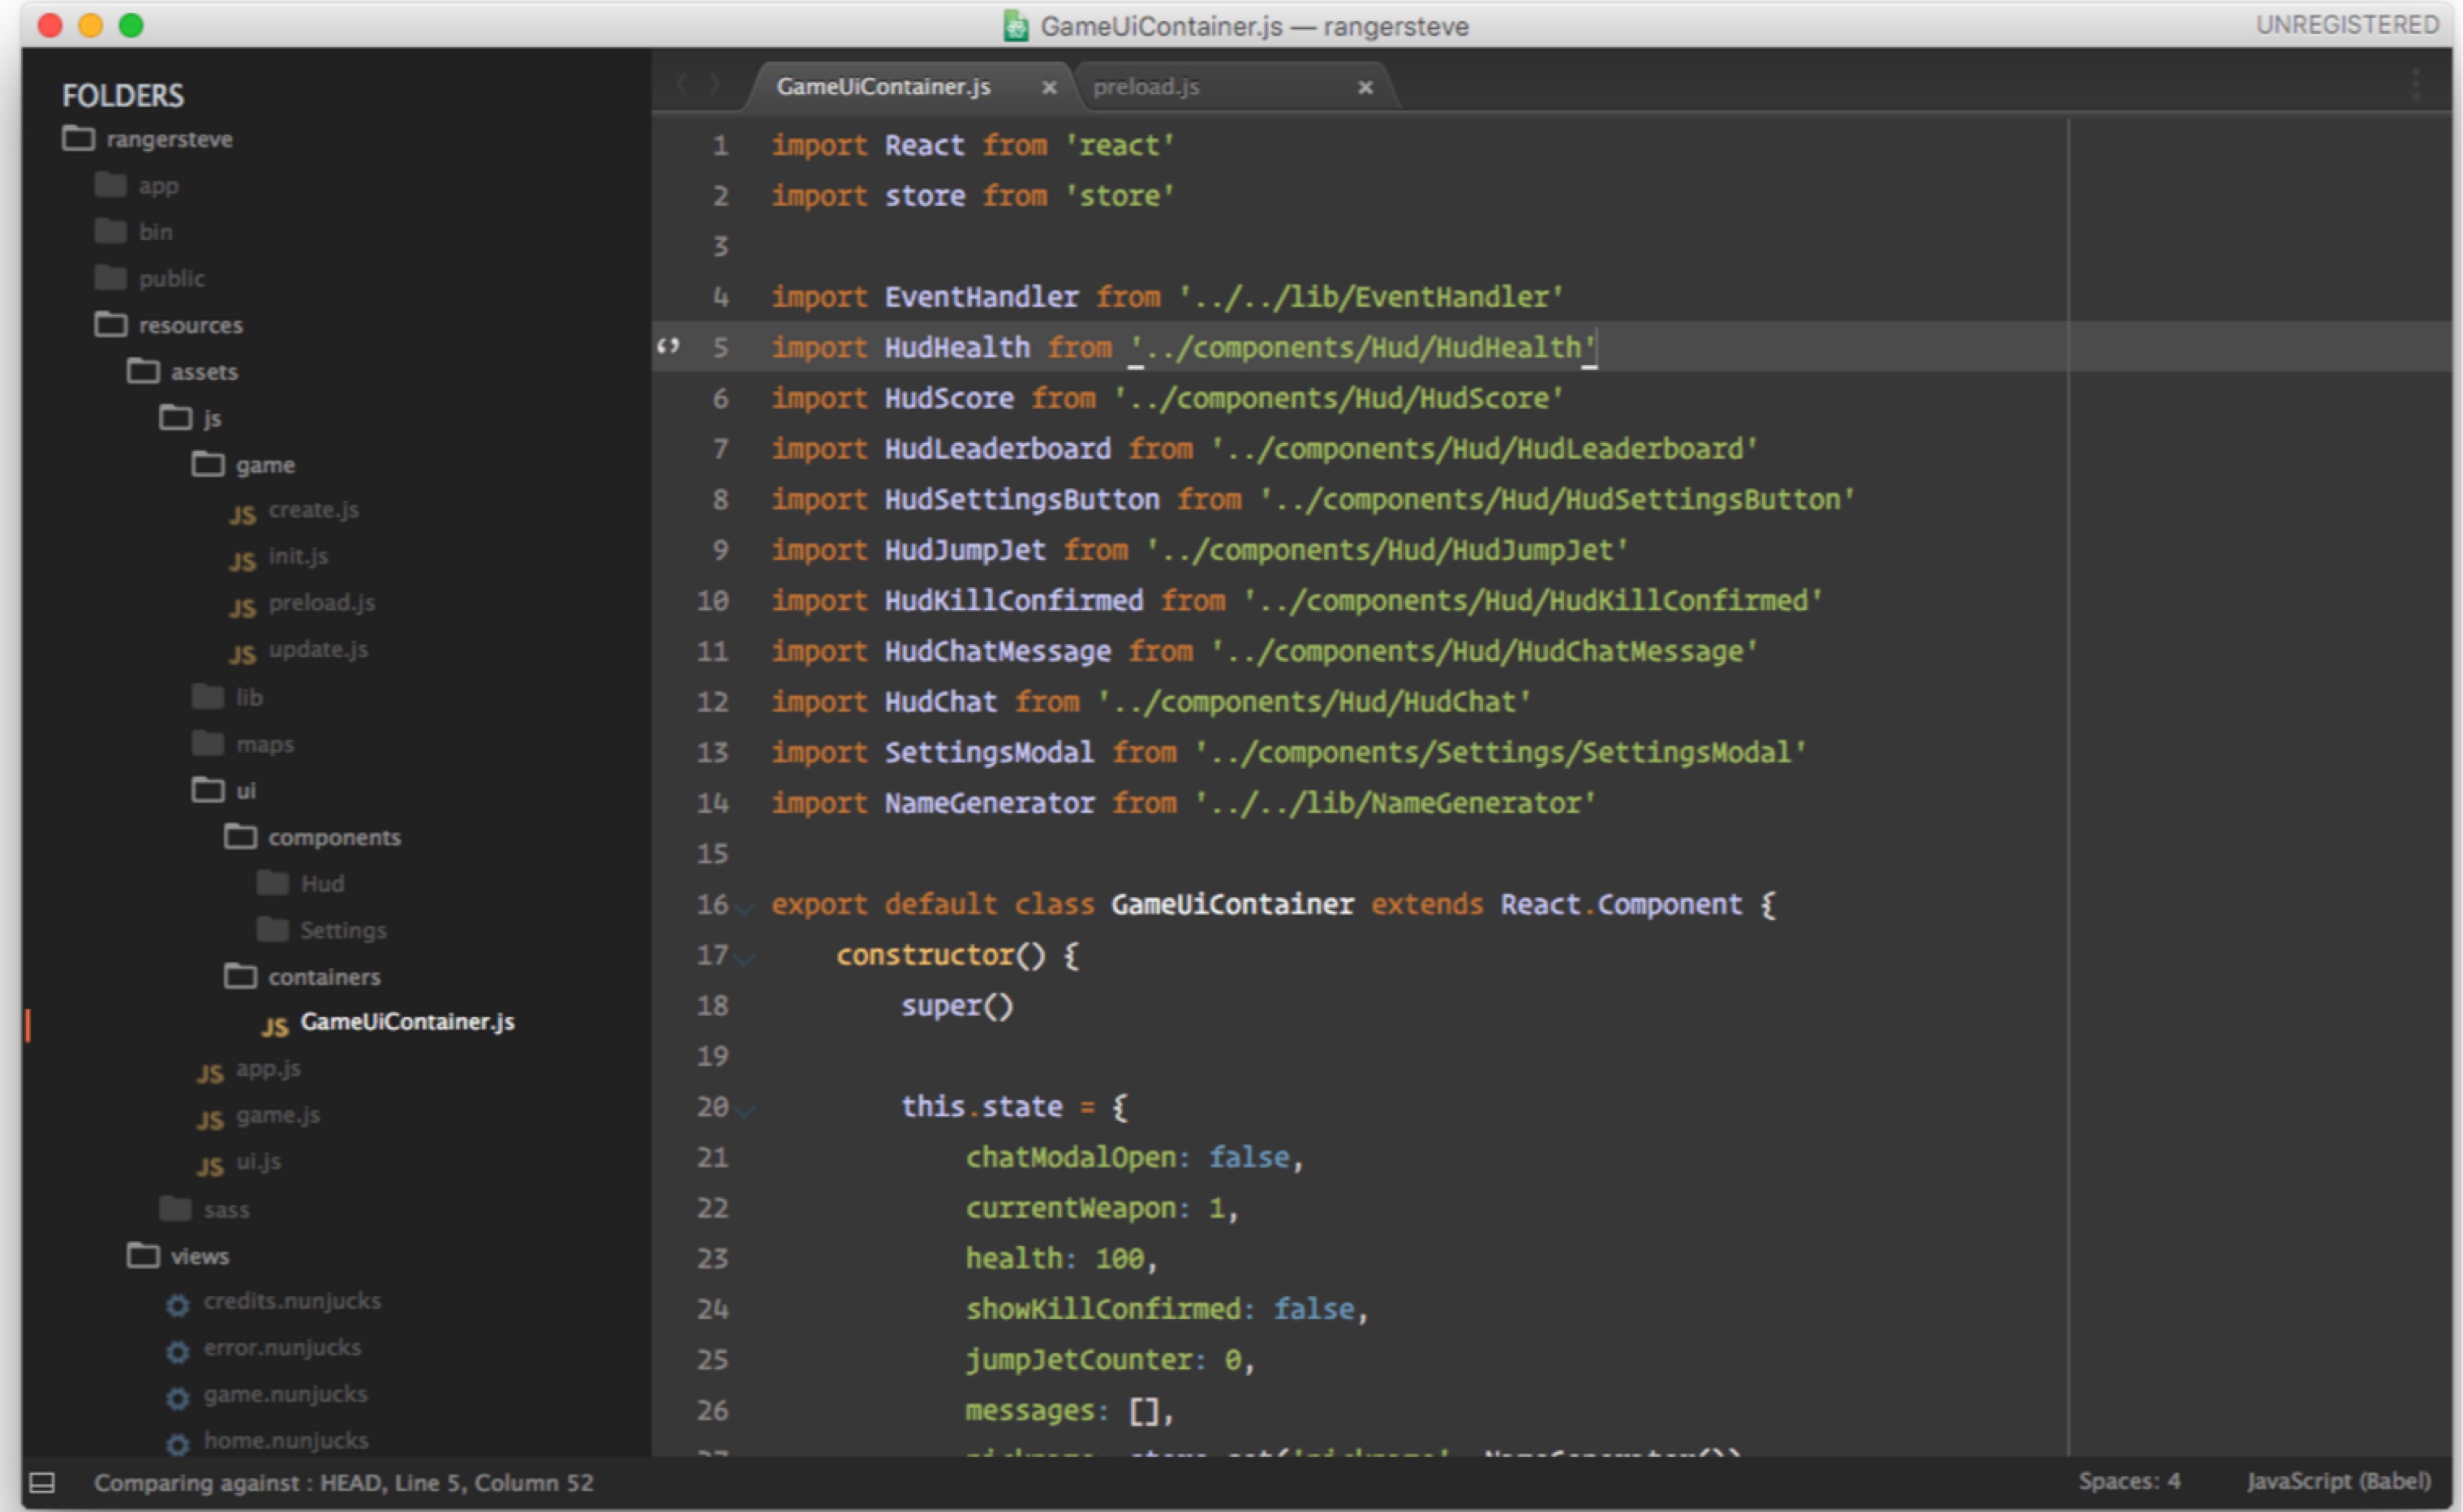 GameUiContainer.js — rangersteve
UNREGISTERED
FOLDERS
rangersteve
app
bin
public
resources
assets
js
game
JS create.js
JS init.js
JS preload.js
JS update.js
lib
maps
ui
components
Hud
Settings
containers
JS GameUiContainer.js
JS app.js
JS game.js
JS ui.js
sass
views
credits.nunjucks
error.nunjucks
game.nunjucks
home.nunjucks
GameUiContainer.js × preload.js ×
1 import React from 'react'
2 import store from 'store'
3
4 import EventHandler from '../../lib/EventHandler'
5 import HudHealth from '../components/Hud/HudHealth'
6 import HudScore from '../components/Hud/HudScore'
7 import HudLeaderboard from '../components/Hud/HudLeaderboard'
8 import HudSettingsButton from '../components/Hud/HudSettingsButton'
9 import HudJumpJet from '../components/Hud/HudJumpJet'
10 import HudKillConfirmed from '../components/Hud/HudKillConfirmed'
11 import HudChatMessage from '../components/Hud/HudChatMessage'
12 import HudChat from '../components/Hud/HudChat'
13 import SettingsModal from '../components/Settings/SettingsModal'
14 import NameGenerator from '../../lib/NameGenerator'
15
16 export default class GameUiContainer extends React.Component {
17 constructor() {
18 super()
19
20 this.state = {
21 chatModalOpen: false,
22 currentWeapon: 1,
23 health: 100,
24 showKillConfirmed: false,
25 jumpJetCounter: 0,
26 messages: [],
Comparing against : HEAD, Line 5, Column 52
Spaces: 4
JavaScript (Babel)